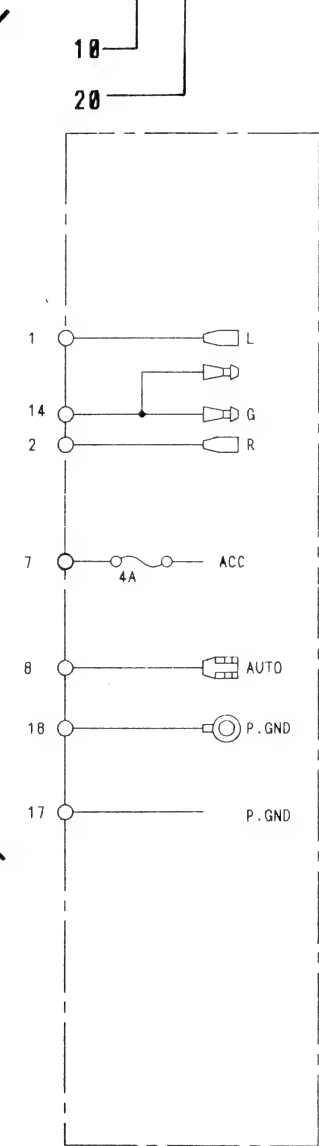 10
20
1 L
14 G
2 R
7 4A ACC
8 AUTO
18 P.GND
17 P.GND